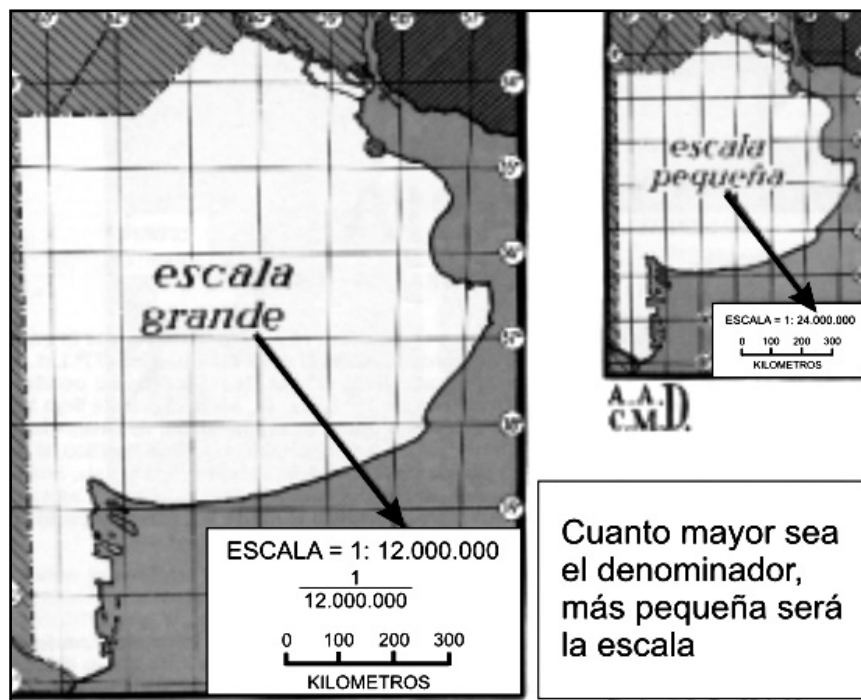 escala
grande
ESCALA = 1: 12.000.000
1
12.000.000
0 100 200 300
KILOMETROS
escala
pequeña
ESCALA = 1: 24.000.000
0 100 200 300
KILOMETROS
A.A.
C.M.D.
Cuanto mayor sea
el denominador,
más pequeña será
la escala